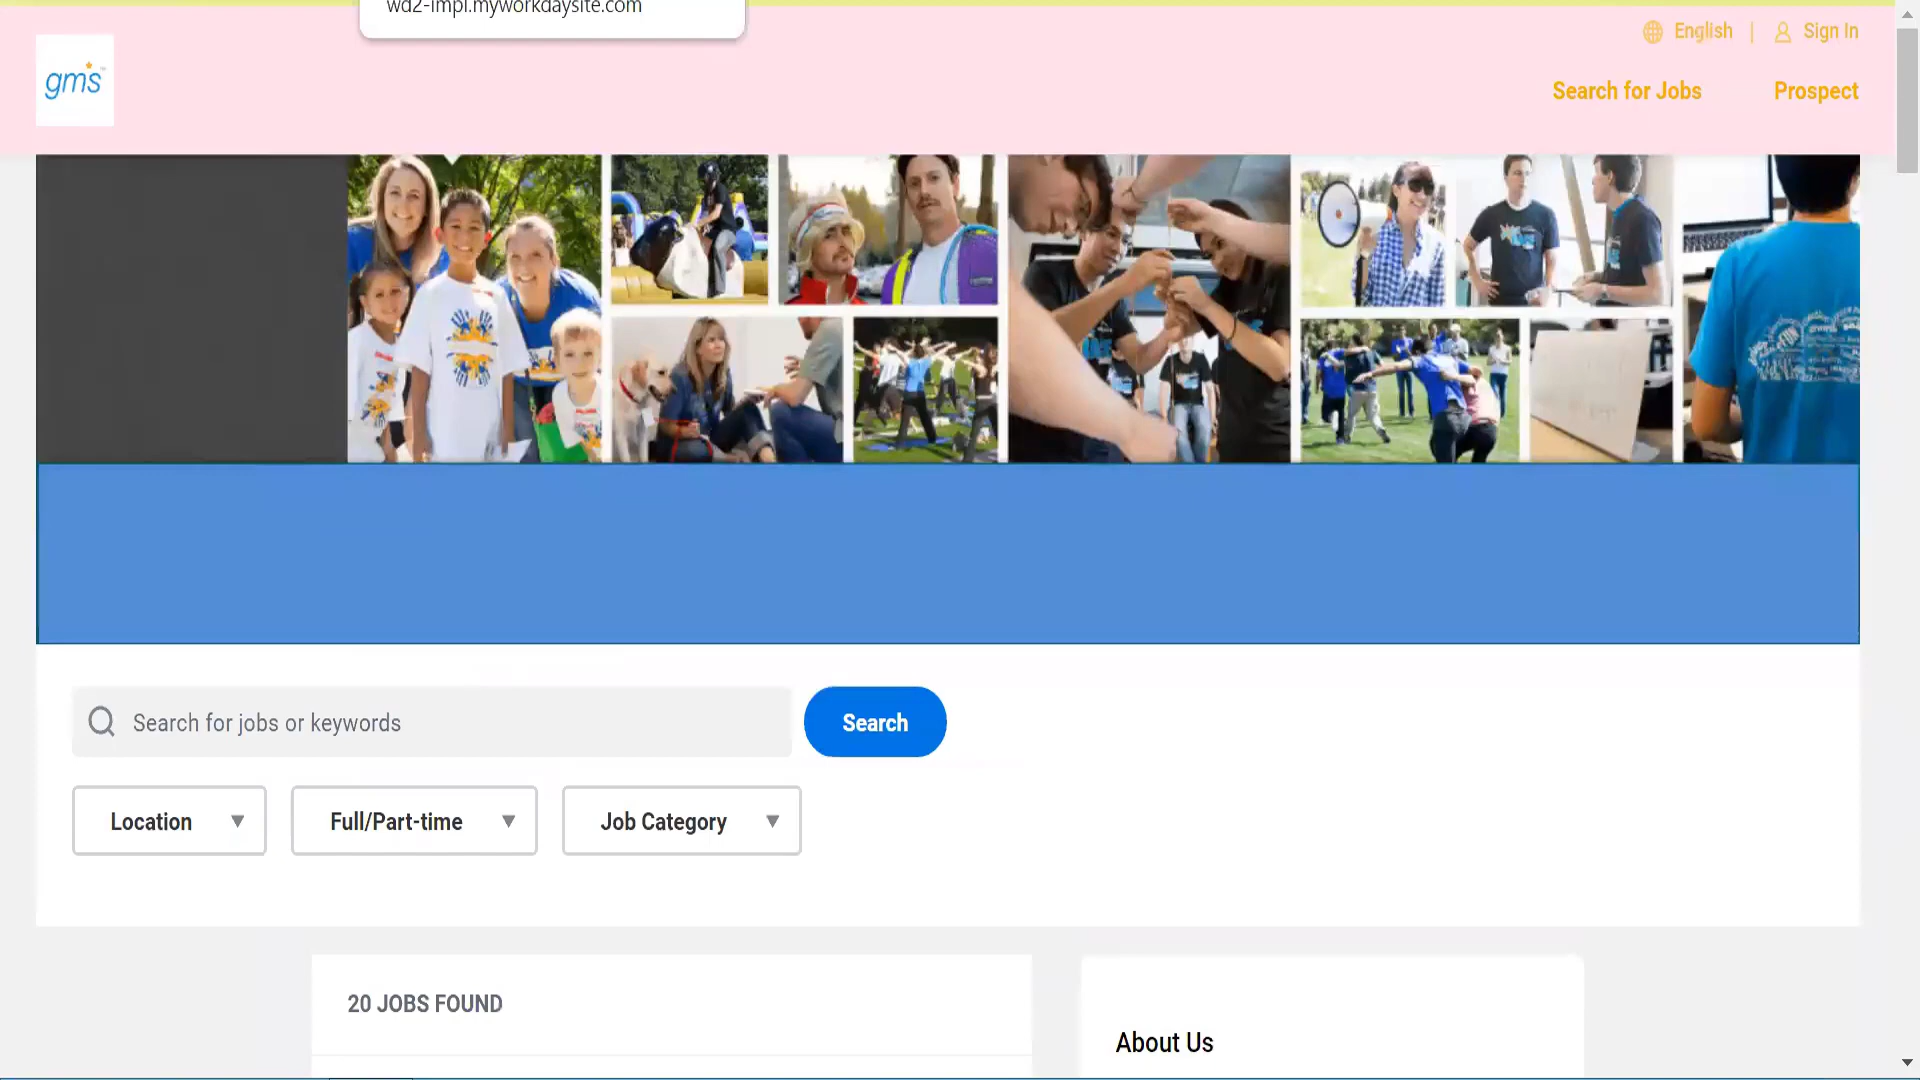 wd2-impl.myworkdaysite.com
English | Sign In
gms
Search for Jobs Prospect
Search for jobs or keywords
Search
Location
Full/Part-time
Job Category
20 JOBS FOUND
About Us